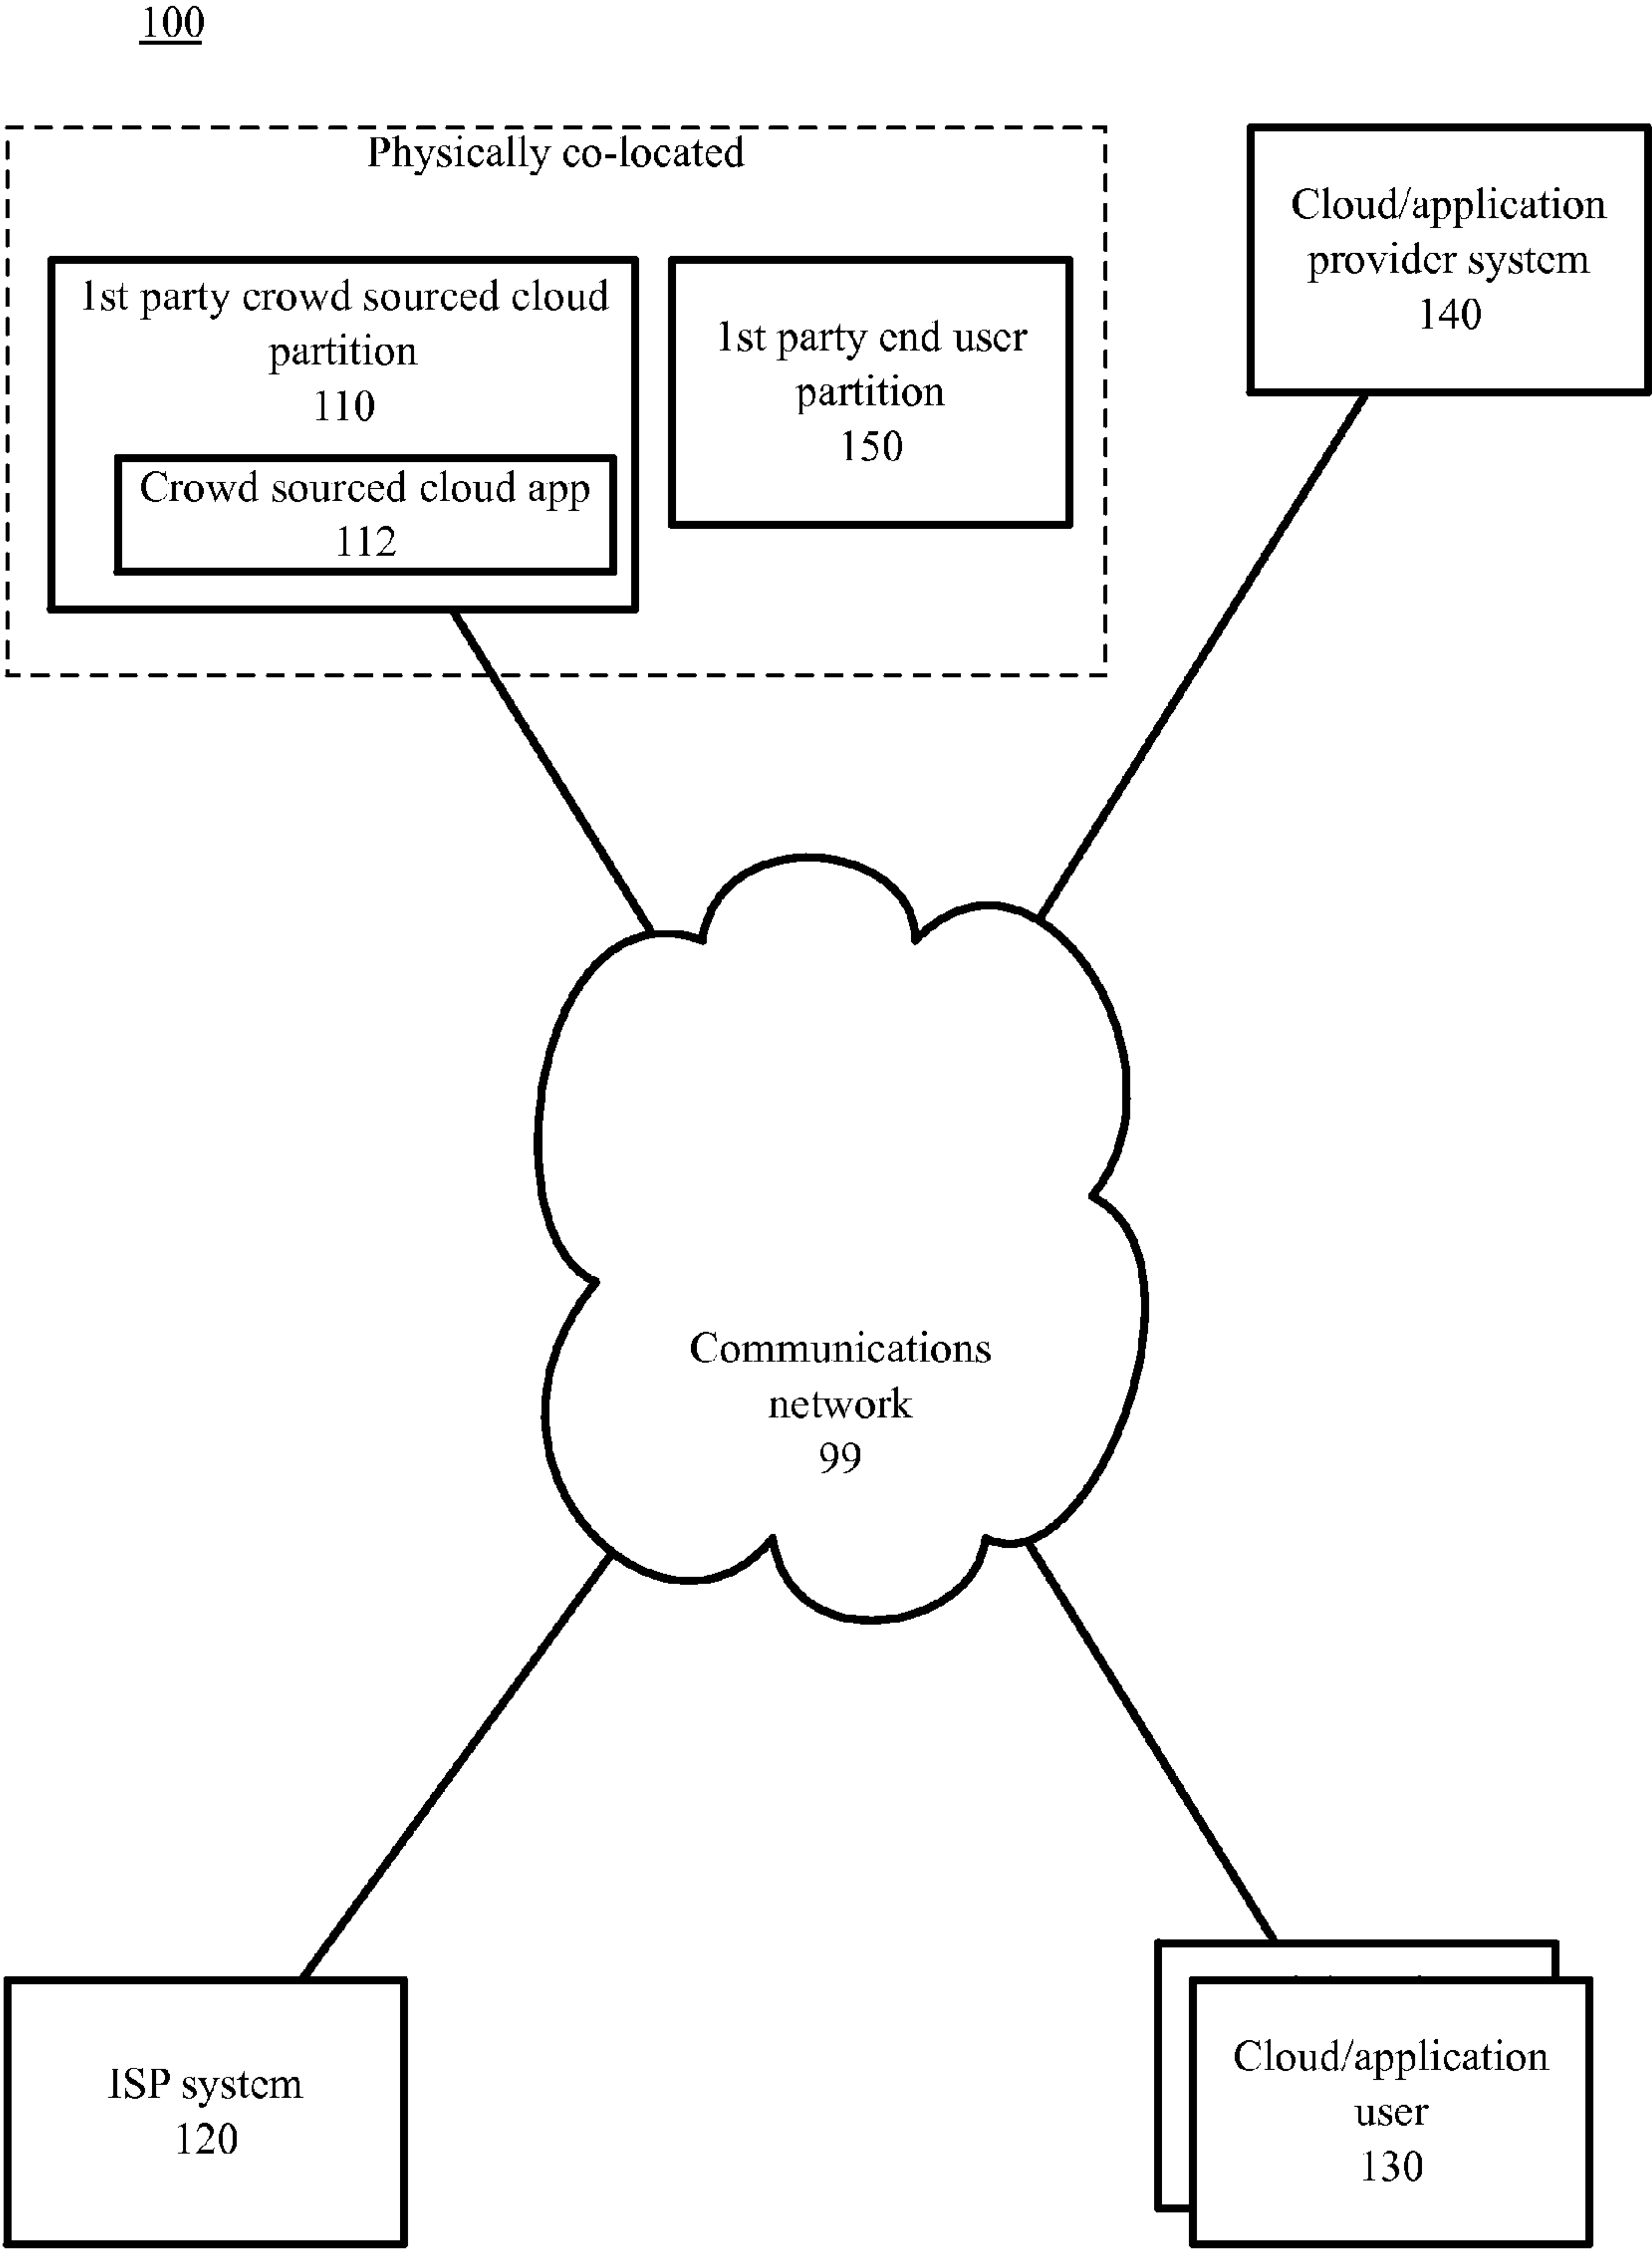 100
Physically co-located
1st party crowd sourced cloud
partition
110
Crowd sourced cloud app
112
1st party end user
partition
150
Cloud/application
provider system
140
Communications
network
99
ISP system
120
Cloud/application
user
130